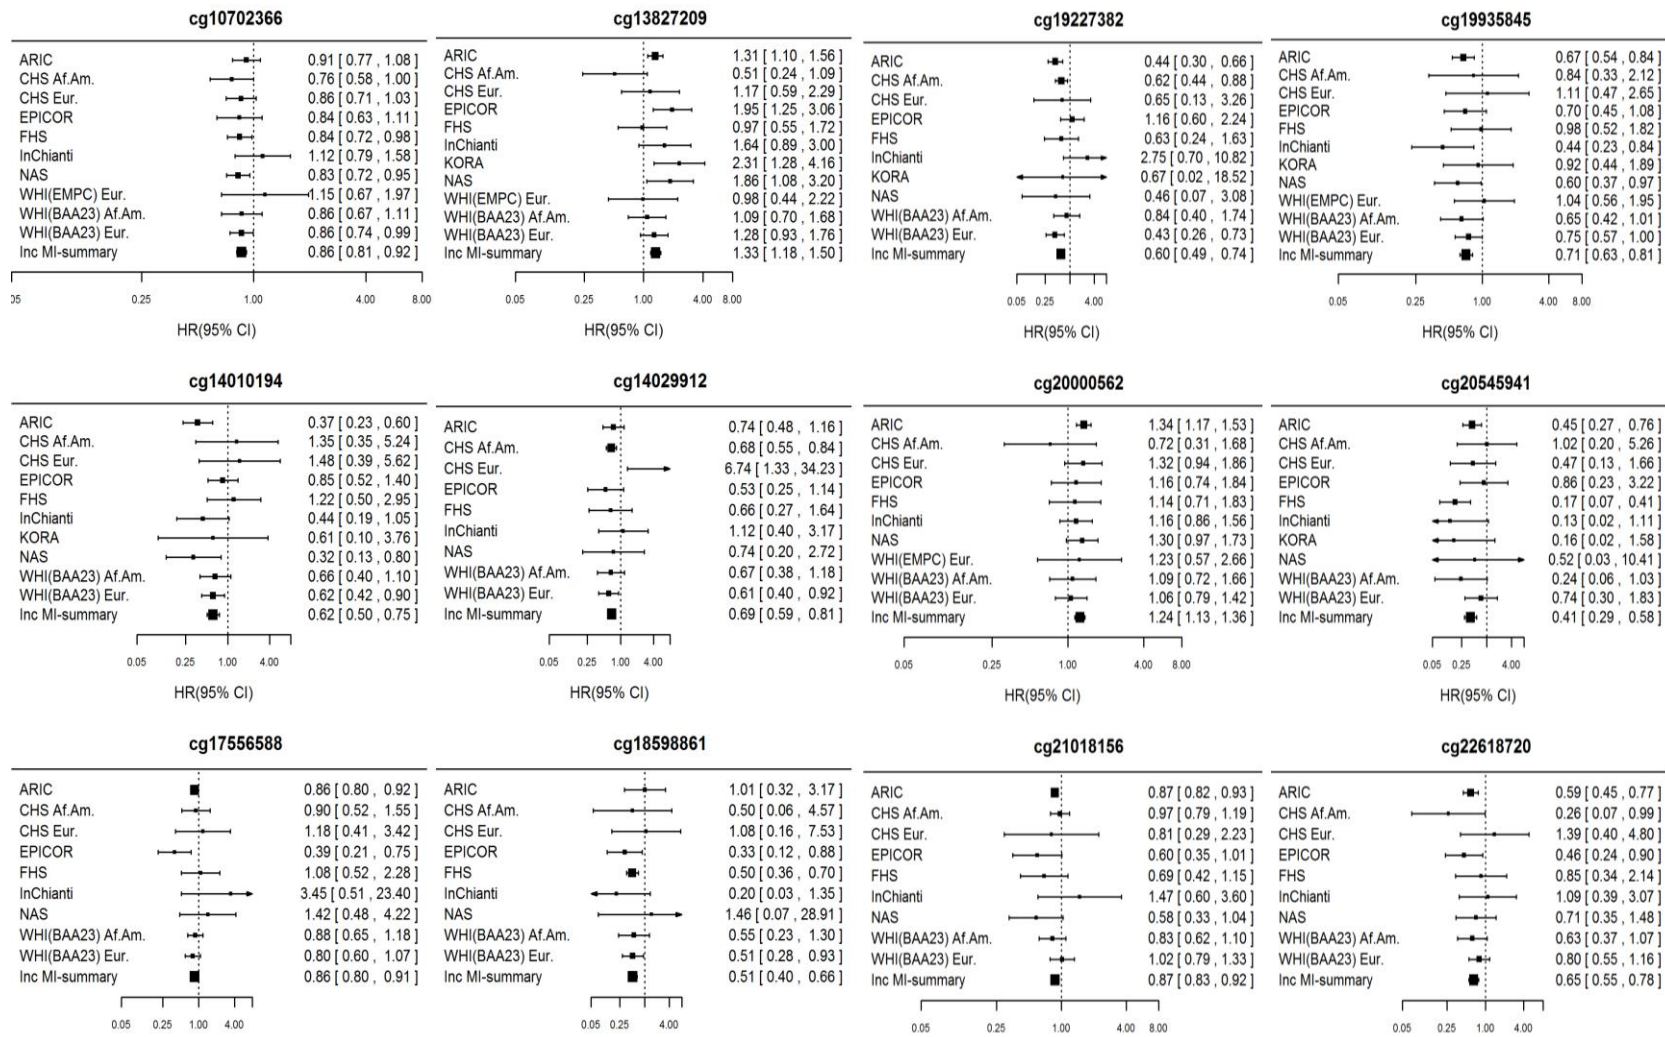 cg10702366
ARIC 0.91 [ 0.77 , 1.08 ]
CHS Af.Am. 0.76 [ 0.58 , 1.00 ]
CHS Eur. 0.86 [ 0.71 , 1.03 ]
EPICOR 0.84 [ 0.63 , 1.11 ]
FHS 0.84 [ 0.72 , 0.98 ]
InChianti 1.12 [ 0.79 , 1.58 ]
NAS 0.83 [ 0.72 , 0.95 ]
WHI(EMPC) Eur. 1.15 [ 0.67 , 1.97 ]
WHI(BAA23) Af.Am. 0.86 [ 0.67 , 1.11 ]
WHI(BAA23) Eur. 0.86 [ 0.74 , 0.99 ]
Inc MI-summary 0.86 [ 0.81 , 0.92 ]
05 0.25 1.00 4.00 8.00
HR(95% CI)
cg13827209
ARIC 1.31 [ 1.10 , 1.56 ]
CHS Af.Am. 0.51 [ 0.24 , 1.09 ]
CHS Eur. 1.17 [ 0.59 , 2.29 ]
EPICOR 1.95 [ 1.25 , 3.06 ]
FHS 0.97 [ 0.55 , 1.72 ]
InChianti 1.64 [ 0.89 , 3.00 ]
KORA 2.31 [ 1.28 , 4.16 ]
NAS 1.86 [ 1.08 , 3.20 ]
WHI(EMPC) Eur. 0.98 [ 0.44 , 2.22 ]
WHI(BAA23) Af.Am. 1.09 [ 0.70 , 1.68 ]
WHI(BAA23) Eur. 1.28 [ 0.93 , 1.76 ]
Inc MI-summary 1.33 [ 1.18 , 1.50 ]
0.05 0.25 1.00 4.00 8.00
HR(95% CI)
cg19227382
ARIC 0.44 [ 0.30 , 0.66 ]
CHS Af.Am. 0.62 [ 0.44 , 0.88 ]
CHS Eur. 0.65 [ 0.13 , 3.26 ]
EPICOR 1.16 [ 0.60 , 2.24 ]
FHS 0.63 [ 0.24 , 1.63 ]
InChianti 2.75 [ 0.70 , 10.82 ]
KORA 0.67 [ 0.02 , 18.52 ]
NAS 0.46 [ 0.07 , 3.08 ]
WHI(BAA23) Af.Am. 0.84 [ 0.40 , 1.74 ]
WHI(BAA23) Eur. 0.43 [ 0.26 , 0.73 ]
Inc MI-summary 0.60 [ 0.49 , 0.74 ]
0.05 0.25 4.00
HR(95% CI)
cg19935845
ARIC 0.67 [ 0.54 , 0.84 ]
CHS Af.Am. 0.84 [ 0.33 , 2.12 ]
CHS Eur. 1.11 [ 0.47 , 2.65 ]
EPICOR 0.70 [ 0.45 , 1.08 ]
FHS 0.98 [ 0.52 , 1.82 ]
InChianti 0.44 [ 0.23 , 0.84 ]
KORA 0.92 [ 0.44 , 1.89 ]
NAS 0.60 [ 0.37 , 0.97 ]
WHI(EMPC) Eur. 1.04 [ 0.56 , 1.95 ]
WHI(BAA23) Af.Am. 0.65 [ 0.42 , 1.01 ]
WHI(BAA23) Eur. 0.75 [ 0.57 , 1.00 ]
Inc MI-summary 0.71 [ 0.63 , 0.81 ]
0.05 0.25 1.00 4.00 8.00
HR(95% CI)
cg14010194
ARIC 0.37 [ 0.23 , 0.60 ]
CHS Af.Am. 1.35 [ 0.35 , 5.24 ]
CHS Eur. 1.48 [ 0.39 , 5.62 ]
EPICOR 0.85 [ 0.52 , 1.40 ]
FHS 1.22 [ 0.50 , 2.95 ]
InChianti 0.44 [ 0.19 , 1.05 ]
KORA 0.61 [ 0.10 , 3.76 ]
NAS 0.32 [ 0.13 , 0.80 ]
WHI(BAA23) Af.Am. 0.66 [ 0.40 , 1.10 ]
WHI(BAA23) Eur. 0.62 [ 0.42 , 0.90 ]
Inc MI-summary 0.62 [ 0.50 , 0.75 ]
0.05 0.25 1.00 4.00
HR(95% CI)
cg14029912
ARIC 0.74 [ 0.48 , 1.16 ]
CHS Af.Am. 0.68 [ 0.55 , 0.84 ]
CHS Eur. 6.74 [ 1.33 , 34.23 ]
EPICOR 0.53 [ 0.25 , 1.14 ]
FHS 0.66 [ 0.27 , 1.64 ]
InChianti 1.12 [ 0.40 , 3.17 ]
NAS 0.74 [ 0.20 , 2.72 ]
WHI(BAA23) Af.Am. 0.67 [ 0.38 , 1.18 ]
WHI(BAA23) Eur. 0.61 [ 0.40 , 0.92 ]
Inc MI-summary 0.69 [ 0.59 , 0.81 ]
0.05 0.25 1.00 4.00
HR(95% CI)
cg20000562
ARIC 1.34 [ 1.17 , 1.53 ]
CHS Af.Am. 0.72 [ 0.31 , 1.68 ]
CHS Eur. 1.32 [ 0.94 , 1.86 ]
EPICOR 1.16 [ 0.74 , 1.84 ]
FHS 1.14 [ 0.71 , 1.83 ]
InChianti 1.16 [ 0.86 , 1.56 ]
NAS 1.30 [ 0.97 , 1.73 ]
WHI(EMPC) Eur. 1.23 [ 0.57 , 2.66 ]
WHI(BAA23) Af.Am. 1.09 [ 0.72 , 1.66 ]
WHI(BAA23) Eur. 1.06 [ 0.79 , 1.42 ]
Inc MI-summary 1.24 [ 1.13 , 1.36 ]
0.05 0.25 1.00 4.00 8.00
HR(95% CI)
cg20545941
ARIC 0.45 [ 0.27 , 0.76 ]
CHS Af.Am. 1.02 [ 0.20 , 5.26 ]
CHS Eur. 0.47 [ 0.13 , 1.66 ]
EPICOR 0.86 [ 0.23 , 3.22 ]
FHS 0.17 [ 0.07 , 0.41 ]
InChianti 0.13 [ 0.02 , 1.11 ]
KORA 0.16 [ 0.02 , 1.58 ]
NAS 0.52 [ 0.03 , 10.41 ]
WHI(BAA23) Af.Am. 0.24 [ 0.06 , 1.03 ]
WHI(BAA23) Eur. 0.74 [ 0.30 , 1.83 ]
Inc MI-summary 0.41 [ 0.29 , 0.58 ]
0.05 0.25 4.00
HR(95% CI)
cg17556588
ARIC 0.86 [ 0.80 , 0.92 ]
CHS Af.Am. 0.90 [ 0.52 , 1.55 ]
CHS Eur. 1.18 [ 0.41 , 3.42 ]
EPICOR 0.39 [ 0.21 , 0.75 ]
FHS 1.08 [ 0.52 , 2.28 ]
InChianti 3.45 [ 0.51 , 23.40 ]
NAS 1.42 [ 0.48 , 4.22 ]
WHI(BAA23) Af.Am. 0.88 [ 0.65 , 1.18 ]
WHI(BAA23) Eur. 0.80 [ 0.60 , 1.07 ]
Inc MI-summary 0.86 [ 0.80 , 0.91 ]
0.05 0.25 1.00 4.00
cg18598861
ARIC 1.01 [ 0.32 , 3.17 ]
CHS Af.Am. 0.50 [ 0.06 , 4.57 ]
CHS Eur. 1.08 [ 0.16 , 7.53 ]
EPICOR 0.33 [ 0.12 , 0.88 ]
FHS 0.50 [ 0.36 , 0.70 ]
InChianti 0.20 [ 0.03 , 1.35 ]
NAS 1.46 [ 0.07 , 28.91 ]
WHI(BAA23) Af.Am. 0.55 [ 0.23 , 1.30 ]
WHI(BAA23) Eur. 0.51 [ 0.28 , 0.93 ]
Inc MI-summary 0.51 [ 0.40 , 0.66 ]
0.05 0.25 4.00
cg21018156
ARIC 0.87 [ 0.82 , 0.93 ]
CHS Af.Am. 0.97 [ 0.79 , 1.19 ]
CHS Eur. 0.81 [ 0.29 , 2.23 ]
EPICOR 0.60 [ 0.35 , 1.01 ]
FHS 0.69 [ 0.42 , 1.15 ]
InChianti 1.47 [ 0.60 , 3.60 ]
NAS 0.58 [ 0.33 , 1.04 ]
WHI(BAA23) Af.Am. 0.83 [ 0.62 , 1.10 ]
WHI(BAA23) Eur. 1.02 [ 0.79 , 1.33 ]
Inc MI-summary 0.87 [ 0.83 , 0.92 ]
0.05 0.25 1.00 4.00 8.00
cg22618720
ARIC 0.59 [ 0.45 , 0.77 ]
CHS Af.Am. 0.26 [ 0.07 , 0.99 ]
CHS Eur. 1.39 [ 0.40 , 4.80 ]
EPICOR 0.46 [ 0.24 , 0.90 ]
FHS 0.85 [ 0.34 , 2.14 ]
InChianti 1.09 [ 0.39 , 3.07 ]
NAS 0.71 [ 0.35 , 1.48 ]
WHI(BAA23) Af.Am. 0.63 [ 0.37 , 1.07 ]
WHI(BAA23) Eur. 0.80 [ 0.55 , 1.16 ]
Inc MI-summary 0.65 [ 0.55 , 0.78 ]
0.05 0.25 1.00 4.00